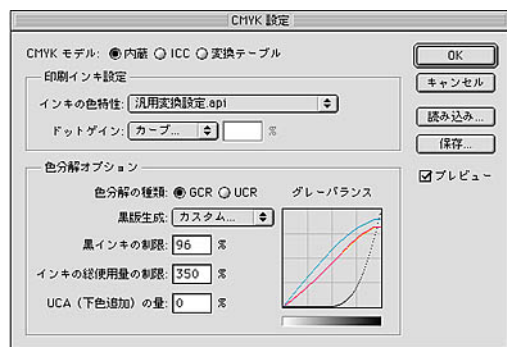 CMYK 設定
CMYK モデル: 内蔵 ICC 変換テーブル
印刷インキ設定
インキの色特性: 汎用変換設定.api
ドットゲイン: カーブ... %
色分解オプション
色分解の種類: GCR UCR
黒版生成: カスタム...
黒インキの制限: 96 %
インキの総使用量の制限: 350 %
UCA（下色追加）の量: 0 %
グレーバランス
OK
キャンセル
読み込み...
保存...
プレビュー